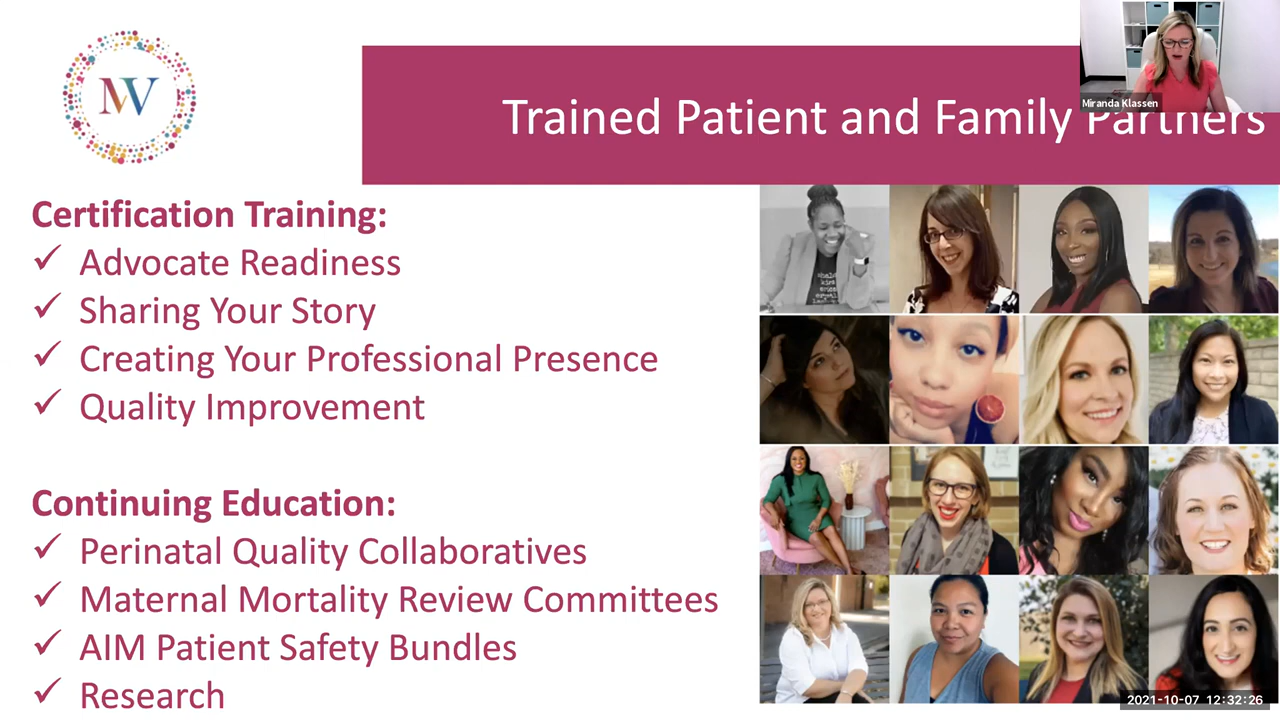 MV
Trained Patient and Family Partners
Miranda Klassen
Certification Training:
✓ Advocate Readiness
✓ Sharing Your Story
✓ Creating Your Professional Presence
✓ Quality Improvement
Continuing Education:
✓ Perinatal Quality Collaboratives
✓ Maternal Mortality Review Committees
✓ AIM Patient Safety Bundles
✓ Research
2021-10-07 12:32:26